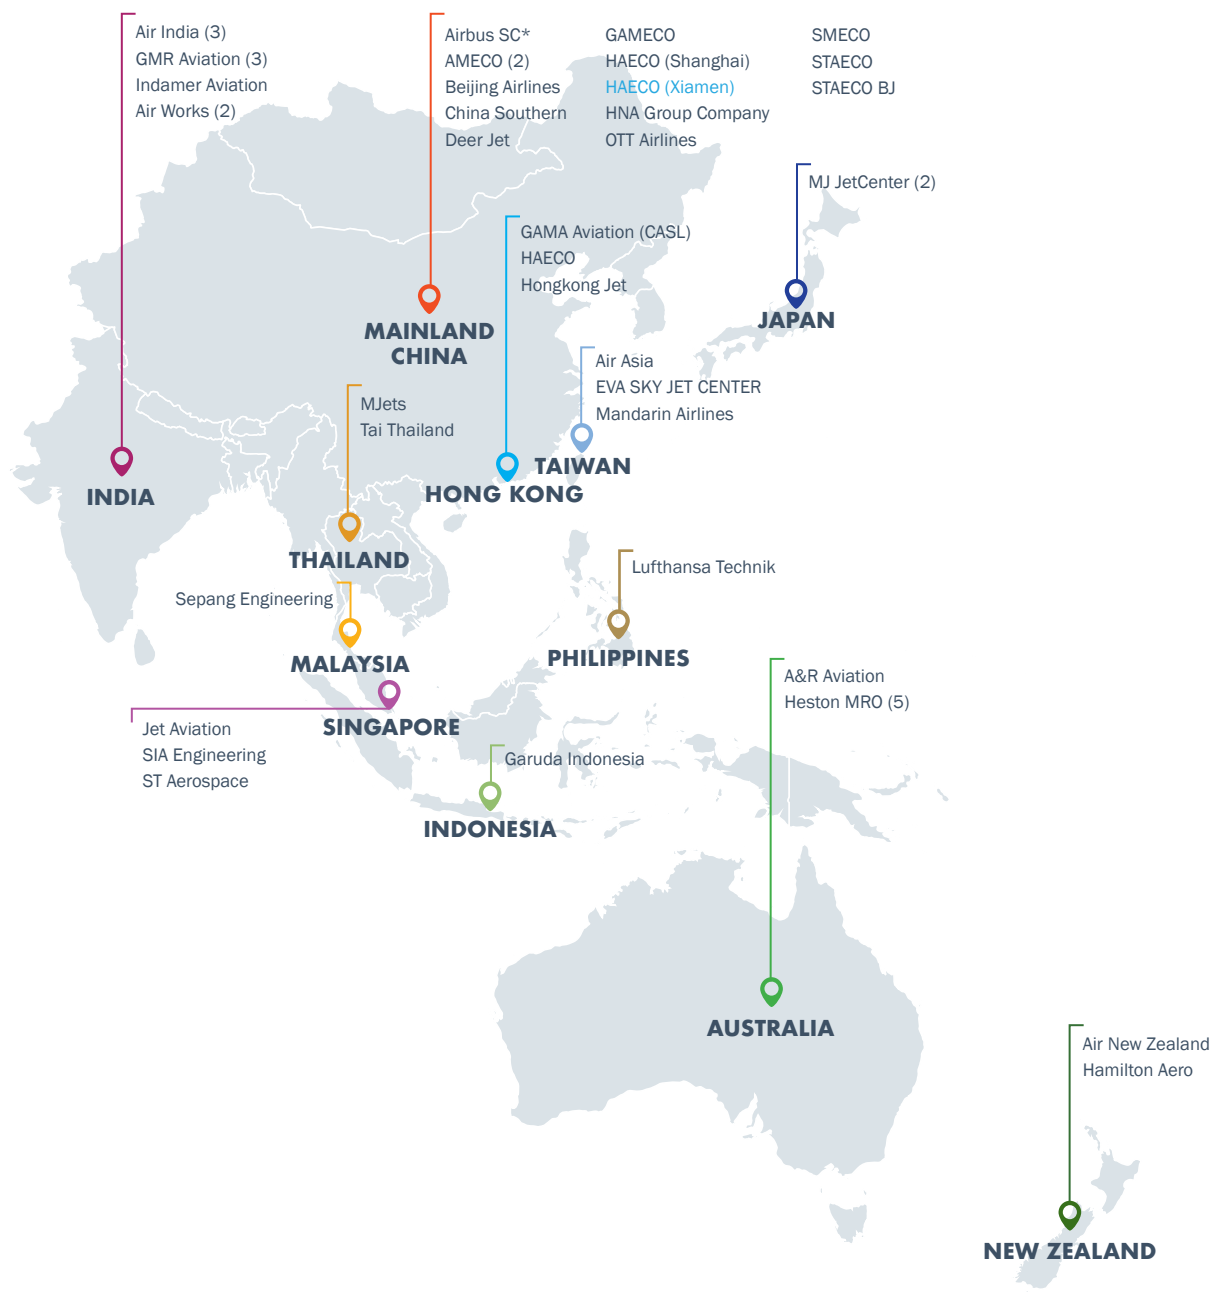 Air India (3)
GMR Aviation (3)
Indamer Aviation
Air Works (2)
INDIA
Airbus SC*
AMECO (2)
Beijing Airlines
China Southern
Deer Jet
GAMECO
HAECO (Shanghai)
HAECO (Xiamen)
HNA Group Company
OTT Airlines
SMECO
STAECO
STAECO BJ
MAINLAND
CHINA
MJ JetCenter (2)
JAPAN
GAMA Aviation (CASL)
HAECO
Hongkong Jet
HONG KONG
Air Asia
EVA SKY JET CENTER
Mandarin Airlines
TAIWAN
MJets
Tai Thailand
THAILAND
Sepang Engineering
MALAYSIA
Lufthansa Technik
PHILIPPINES
Jet Aviation
SIA Engineering
ST Aerospace
SINGAPORE
Garuda Indonesia
INDONESIA
A&R Aviation
Heston MRO (5)
AUSTRALIA
Air New Zealand
Hamilton Aero
NEW ZEALAND